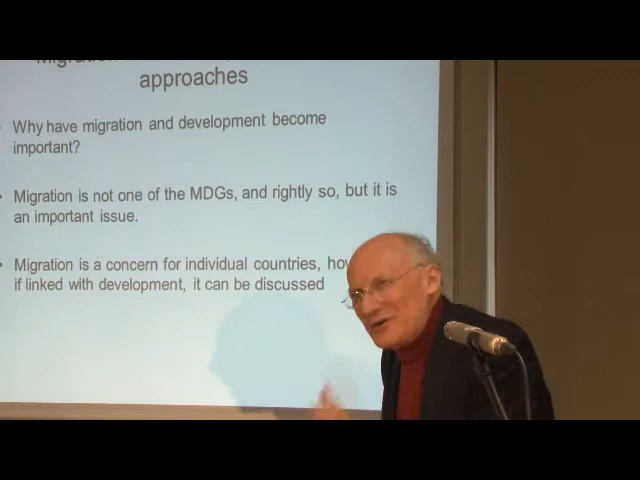 approaches
Why have migration and development become
important?
Migration is not one of the MDGs, and rightly so, but it is
an important issue.
Migration is a concern for individual countries,
if linked with development, it can be discussed